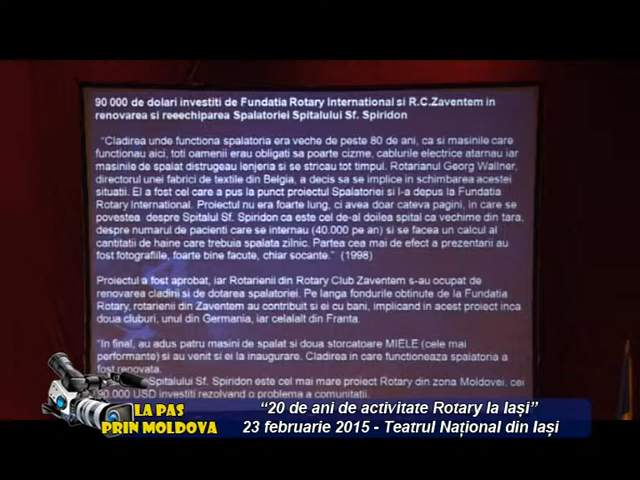 90 000 de dolari investiti de Fundatia Rotary International si R.C.Zaventem in
renovarea si reeechiparea Spalatoriei Spitalului Sf. Spiridon
"Cladirea unde functiona spalatoria era veche de peste 80 de ani, ca si masinile care
functionau aici, toti oamenii erau obligati sa poarte cizme, cablurile electrice atarnau iar
masinile de spalat distrugeau lenjeria si se stricau tot timpul. Rotarianul Georg Wallner,
directorul unei fabrici de textile din Belgia, a decis sa se implice in schimbarea acestei
situatii. El a fost cel care a pus la punct proiectul Spalatoriei si l-a depus la Fundatia
Rotary International. Proiectul nu era foarte lung, ci avea doar cateva pagini, in care se
povestea despre Spitalul Sf. Spiridon ca este cel de-al doilea spital ca vechime din tara,
despre numarul de pacienti care se internau (40.000 pe an) si se facea un calcul al
cantitatii de haine care trebuia spalata zilnic. Partea cea mai de efect a prezentarii au
fost fotografiile, foarte bine facute, chiar socante." (1998)
Proiectul a fost aprobat, iar Rotarienii din Rotary Club Zaventem s-au ocupat de
renovarea cladirii si de dotarea spalatoriei. Pe langa fondurile obtinute de la Fundatia
Rotary, rotarienii din Zaventem au contribuit si ei cu bani, implicand in acest proiect inca
doua cluburi, unul din Germania, iar celalalt din Franta.
"In final, au adus patru masini de spalat si doua storcatoare MIELE (cele mai
performante) si au venit si ei la inaugurare. Cladirea in care functioneaza spalatoria a
fost renovata.
Spitalului Sf. Spiridon este cel mai mare proiect Rotary din zona Moldovei, cei
90.000 USD investiti rezolvand o problema a comunitatii.
LA PAS
PRIN MOLDOVA
"20 de ani de activitate Rotary la Iași"
23 februarie 2015 - Teatrul Național din Iași